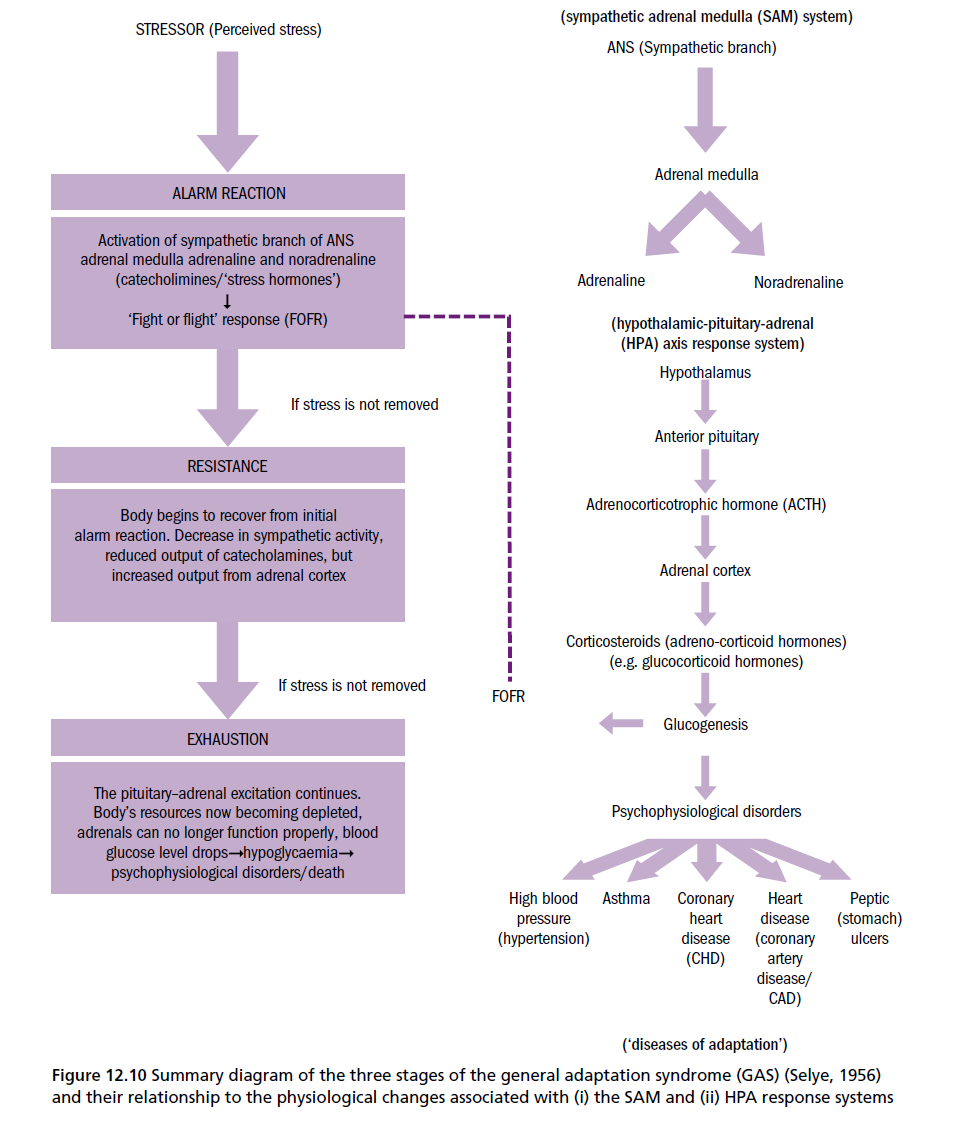 STRESSOR (Perceived stress)
ALARM REACTION
Activation of sympathetic branch of ANS
adrenal medulla adrenaline and noradrenaline
(catecholimines/‘stress hormones’)
‘Fight or flight’ response (FOFR)
If stress is not removed
RESISTANCE
Body begins to recover from initial
alarm reaction. Decrease in sympathetic activity,
reduced output of catecholamines, but
increased output from adrenal cortex
If stress is not removed
EXHAUSTION
The pituitary–adrenal excitation continues.
Body’s resources now becoming depleted,
adrenals can no longer function properly, blood
glucose level drops→hypoglycaemia→
psychophysiological disorders/death
(sympathetic adrenal medulla (SAM) system)
ANS (Sympathetic branch)
Adrenal medulla
Adrenaline
Noradrenaline
(hypothalamic-pituitary-adrenal
(HPA) axis response system)
Hypothalamus
Anterior pituitary
Adrenocorticotrophic hormone (ACTH)
Adrenal cortex
Corticosteroids (adreno-corticoid hormones)
(e.g. glucocorticoid hormones)
FOFR
Glucogenesis
Psychophysiological disorders
High blood
pressure
(hypertension)
Asthma
Coronary
heart
disease
(CHD)
Heart
disease
(coronary
artery
disease/
CAD)
Peptic
(stomach)
ulcers
(‘diseases of adaptation’)
Figure 12.10 Summary diagram of the three stages of the general adaptation syndrome (GAS) (Selye, 1956)
and their relationship to the physiological changes associated with (i) the SAM and (ii) HPA response systems